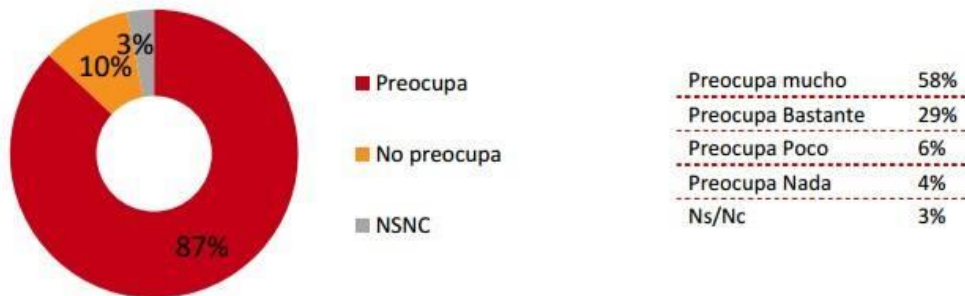 3%
10%
87%
Preocupa
No preocupa
NSNC
Preocupa mucho 58%
Preocupa Bastante 29%
Preocupa Poco 6%
Preocupa Nada 4%
Ns/Nc 3%